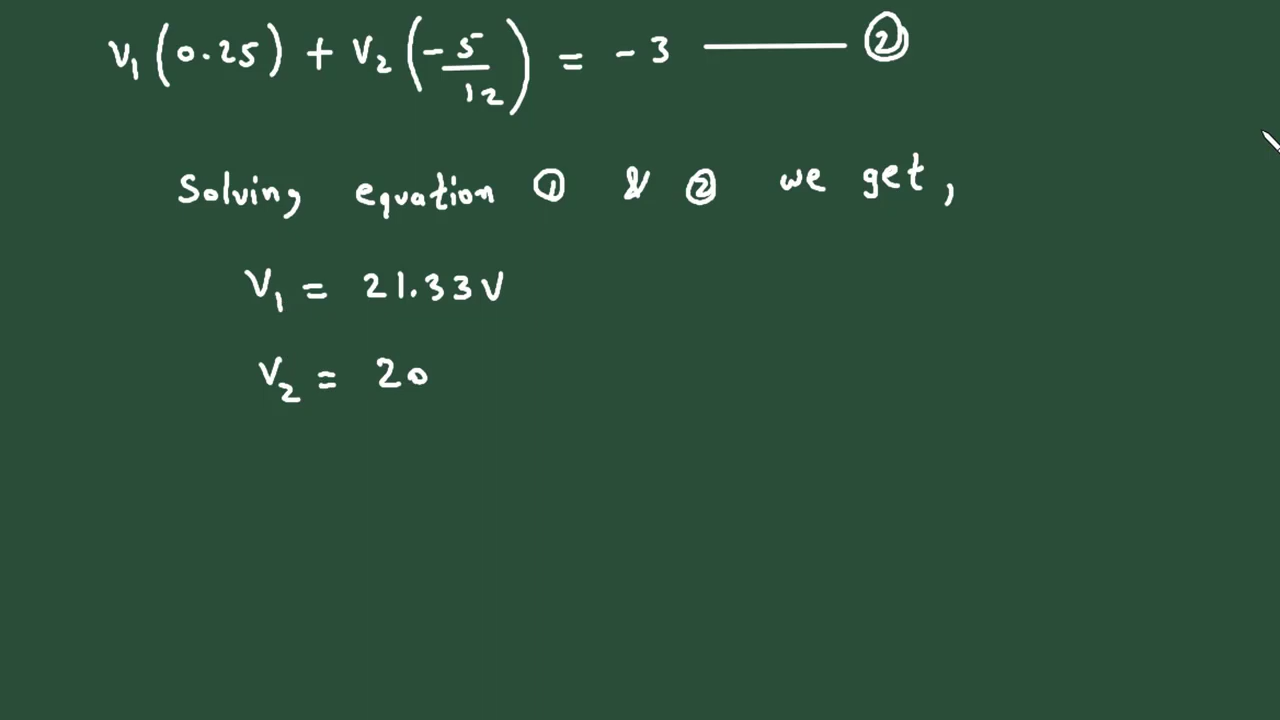 V₁(0.25) + V₂(-5/12) = -3 ——— ②
Solving equation ① & ② we get,
V₁ = 21.33V
V₂ = 20